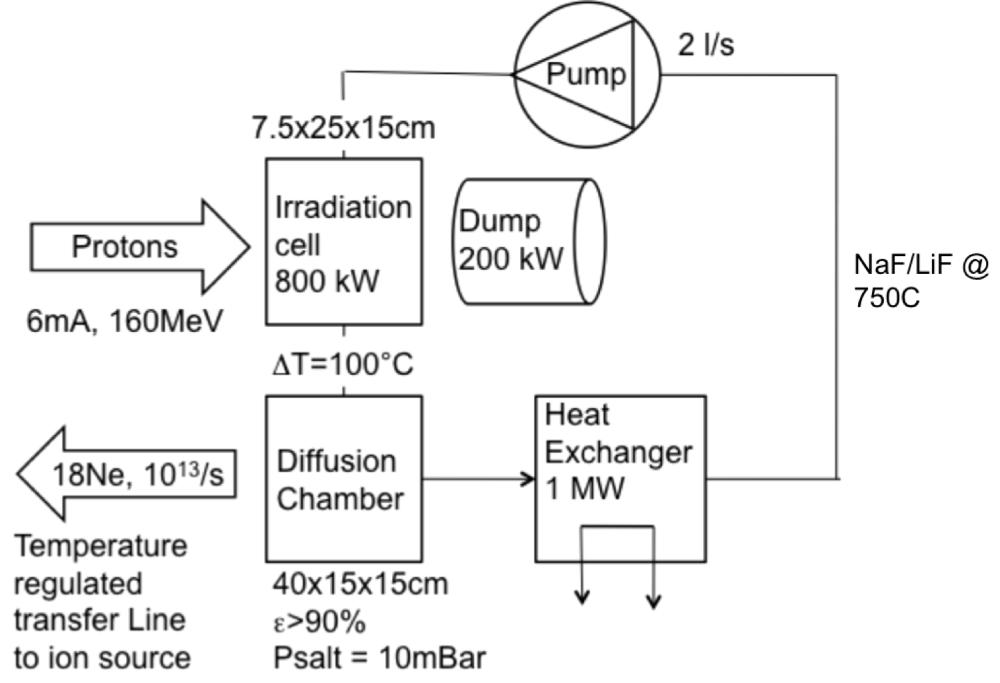 2 l/s
Pump
7.5x25x15cm
Irradiation
cell
800 kW
Dump
200 kW
Protons
6mA, 160MeV
NaF/LiF @
750C
ΔT=100°C
Diffusion
Chamber
Heat
Exchanger
1 MW
18Ne, 10¹³/s
Temperature
regulated
transfer Line
to ion source
40x15x15cm
ε>90%
Psalt = 10mBar